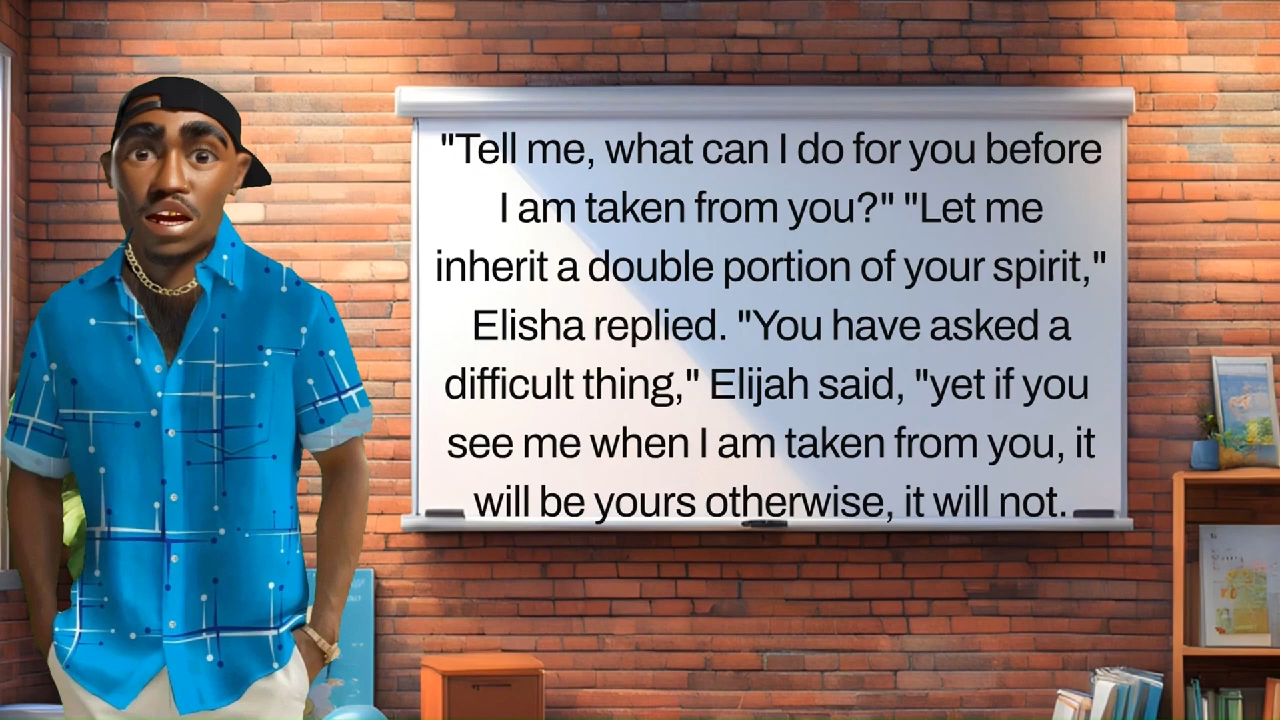 "Tell me, what can I do for you before
I am taken from you?" "Let me
inherit a double portion of your spirit,"
Elisha replied. "You have asked a
difficult thing," Elijah said, "yet if you
see me when I am taken from you, it
will be yours otherwise, it will not.